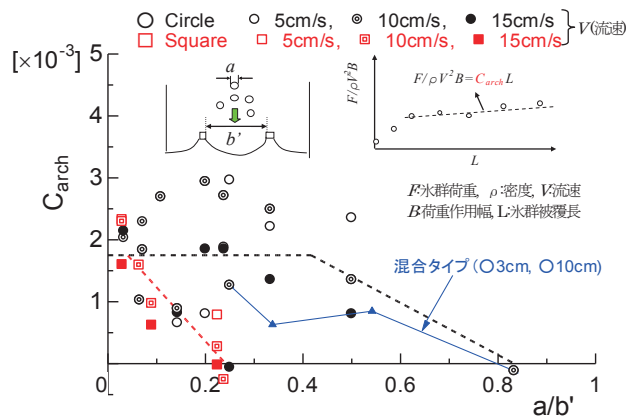 ○ Circle ○ 5cm/s, ◎ 10cm/s, ● 15cm/s
□ Square □ 5cm/s, 回 10cm/s, ■ 15cm/s
V(流速)
[×10⁻³]
a
b'
F/ρV²B
F/ρV²B=C_arch L
L
F:氷群荷重, ρ:密度, V:流速
B:荷重作用幅, L:氷群被覆長
混合タイプ(○3cm, ○10cm)
C_arch
5
4
3
2
1
0
0 0.2 0.4 0.6 0.8 1
a/b'